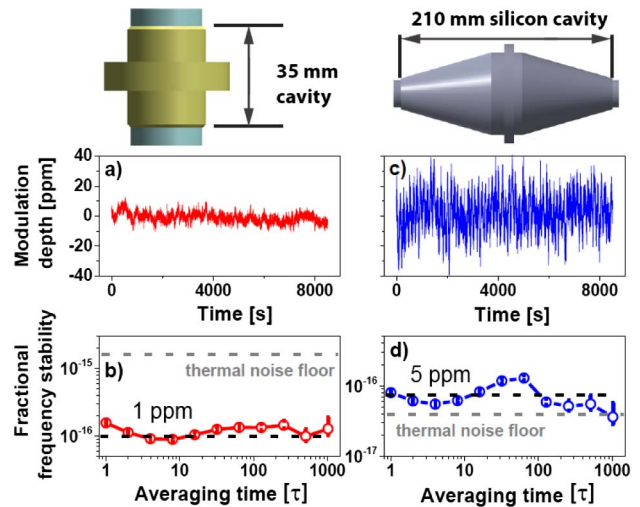 210 mm silicon cavity
35 mm
cavity
Modulation
depth [ppm]
40
20
0
-20
-40
a)
c)
0 4000 8000
0 4000 8000
Time [s]
Time [s]
Fractional
frequency stability
10⁻¹⁵
10⁻¹⁶
b)
thermal noise floor
1 ppm
10⁻¹⁶
10⁻¹⁷
d)
5 ppm
thermal noise floor
1 10 100 1000
1 10 100 1000
Averaging time [τ]
Averaging time [τ]